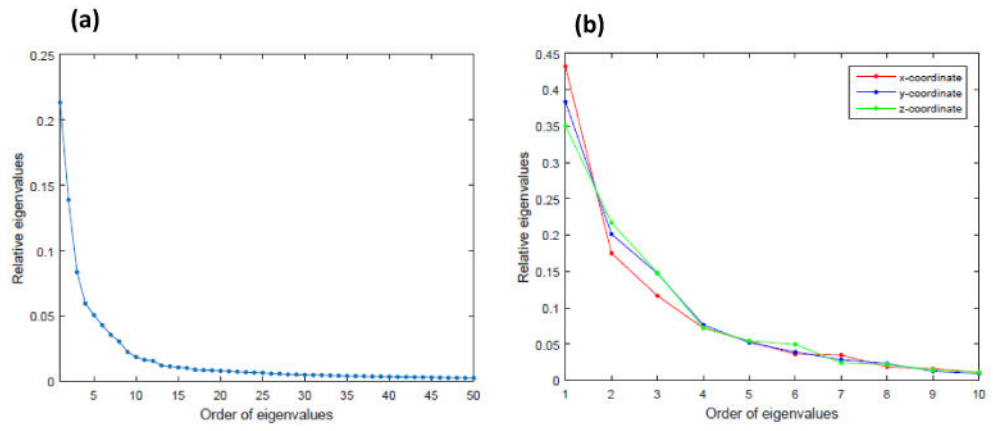 (a)
0.25
0.2
0.15
0.1
0.05
0
5 10 15 20 25 30 35 40 45 50
Relative eigenvalues
Order of eigenvalues
(b)
0.45
0.4
0.35
0.3
0.25
0.2
0.15
0.1
0.05
0
1 2 3 4 5 6 7 8 9 10
Relative eigenvalues
Order of eigenvalues
x-coordinate
y-coordinate
z-coordinate